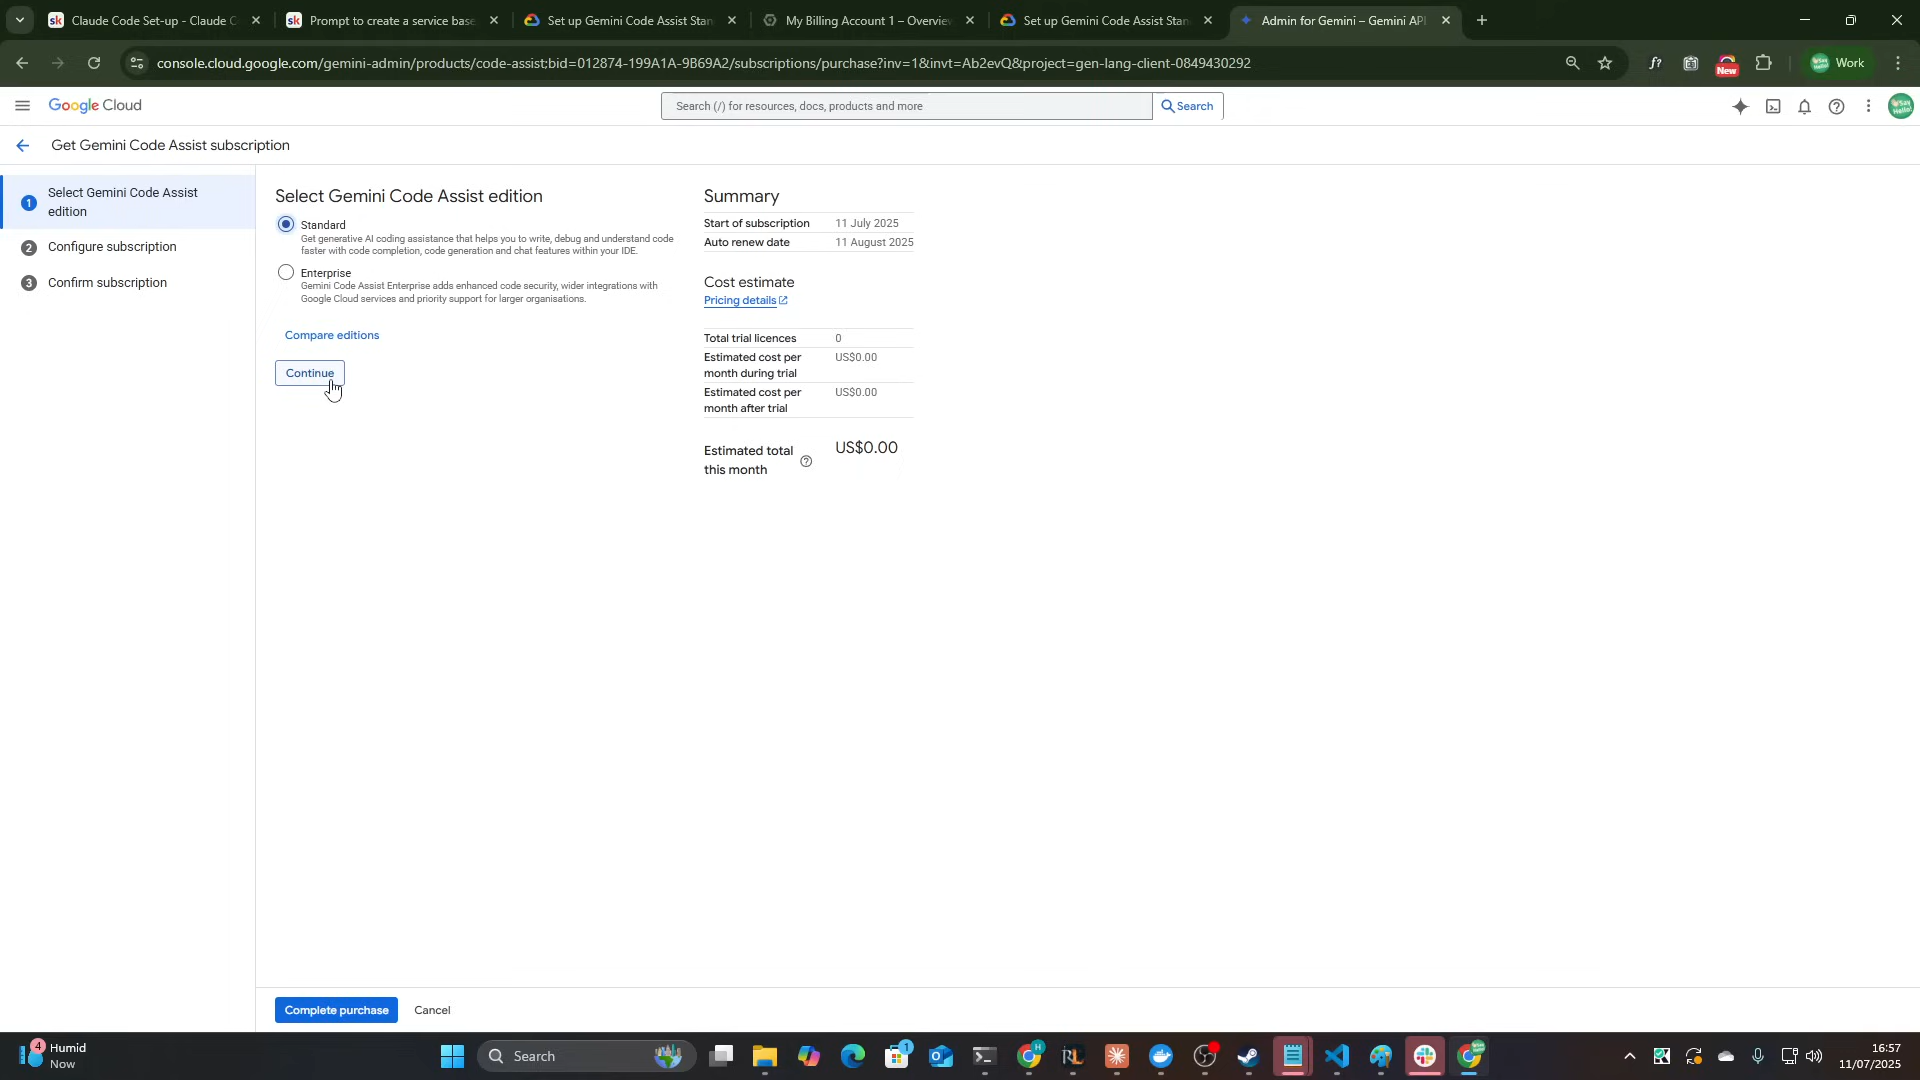 Claude Code Set-up - Claude C
Prompt to create a service base
Set up Gemini Code Assist Stan
My Billing Account 1 – Overview
Set up Gemini Code Assist Stan
Admin for Gemini – Gemini API
console.cloud.google.com/gemini-admin/products/code-assist;bid=012874-199A1A-9B69A2/subscriptions/purchase?inv=1&invt=Ab2evQ&project=gen-lang-client-0849430292
New
Work
Google Cloud
Search (/) for resources, docs, products and more
Search
Get Gemini Code Assist subscription
1 Select Gemini Code Assist
edition
2 Configure subscription
3 Confirm subscription
Select Gemini Code Assist edition
Standard
Get generative AI coding assistance that helps you to write, debug and understand code
faster with code completion, code generation and chat features within your IDE.
Enterprise
Gemini Code Assist Enterprise adds enhanced code security, wider integrations with
Google Cloud services and priority support for larger organisations.
Compare editions
Continue
Summary
Start of subscription 11 July 2025
Auto renew date 11 August 2025
Cost estimate
Pricing details
Total trial licences 0
Estimated cost per US$0.00
month during trial
Estimated cost per US$0.00
month after trial
Estimated total US$0.00
this month
Complete purchase Cancel
4 Humid
Now
Search
1
16:57
11/07/2025